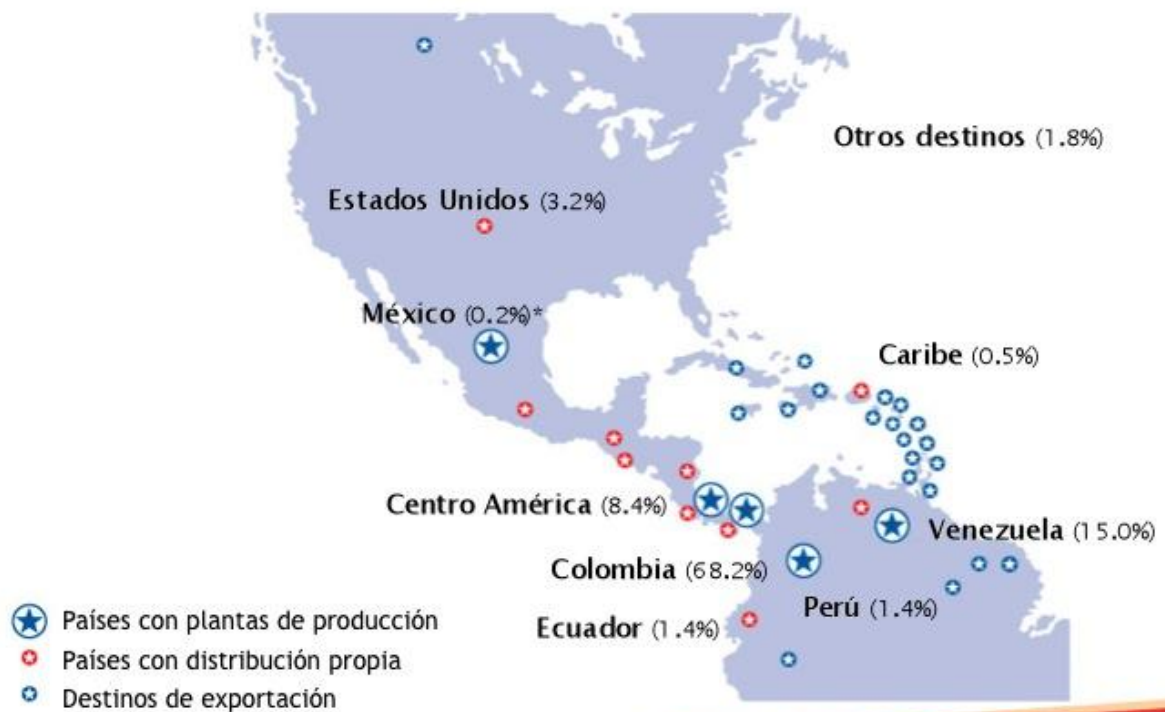 Otros destinos (1.8%)
Estados Unidos (3.2%)
México (0.2%)*
Caribe (0.5%)
Centro América (8.4%)
Venezuela (15.0%)
Colombia (68.2%)
Perú (1.4%)
Ecuador (1.4%)
Países con plantas de producción
Países con distribución propia
Destinos de exportación